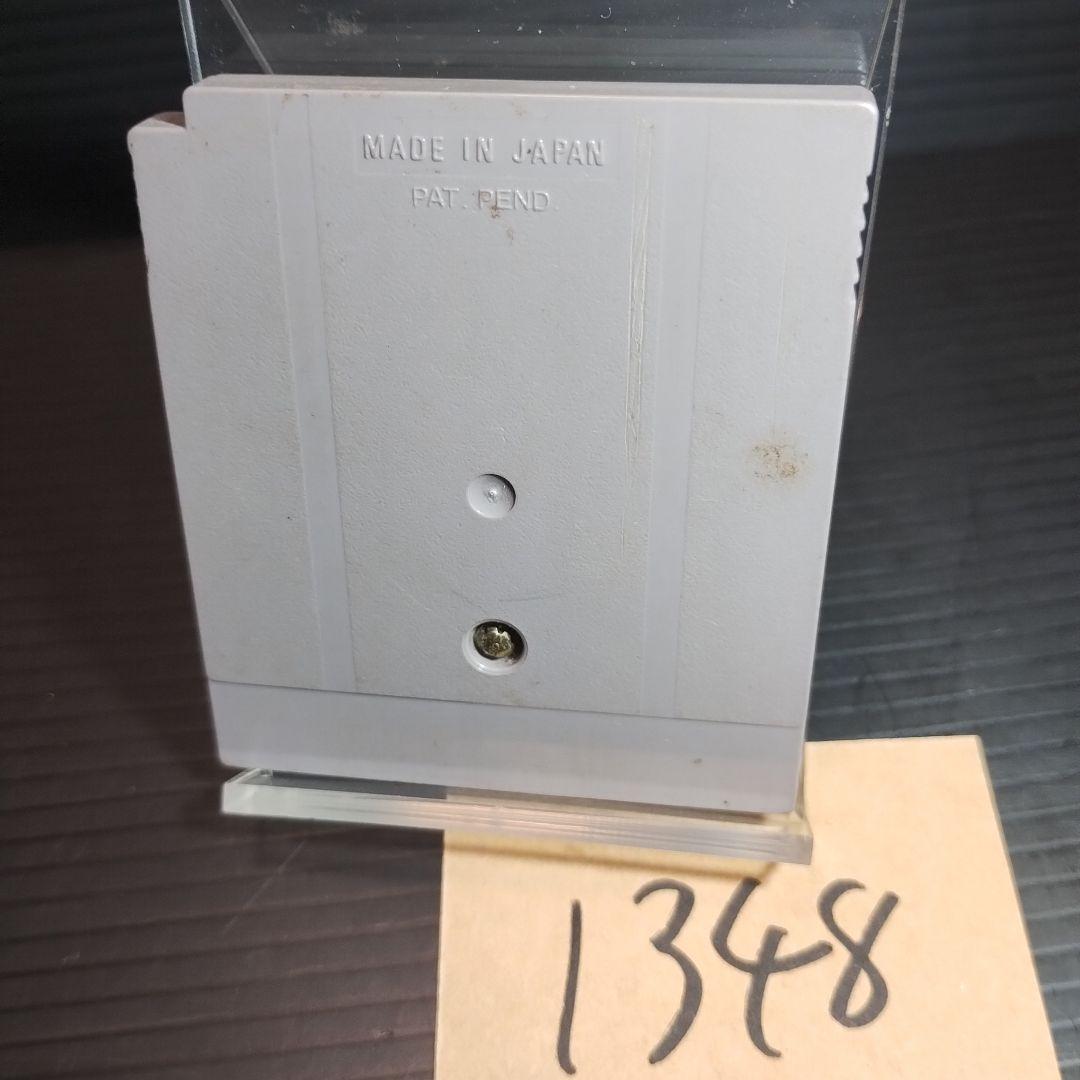 MADE IN JAPAN
PAT. PEND.
1348